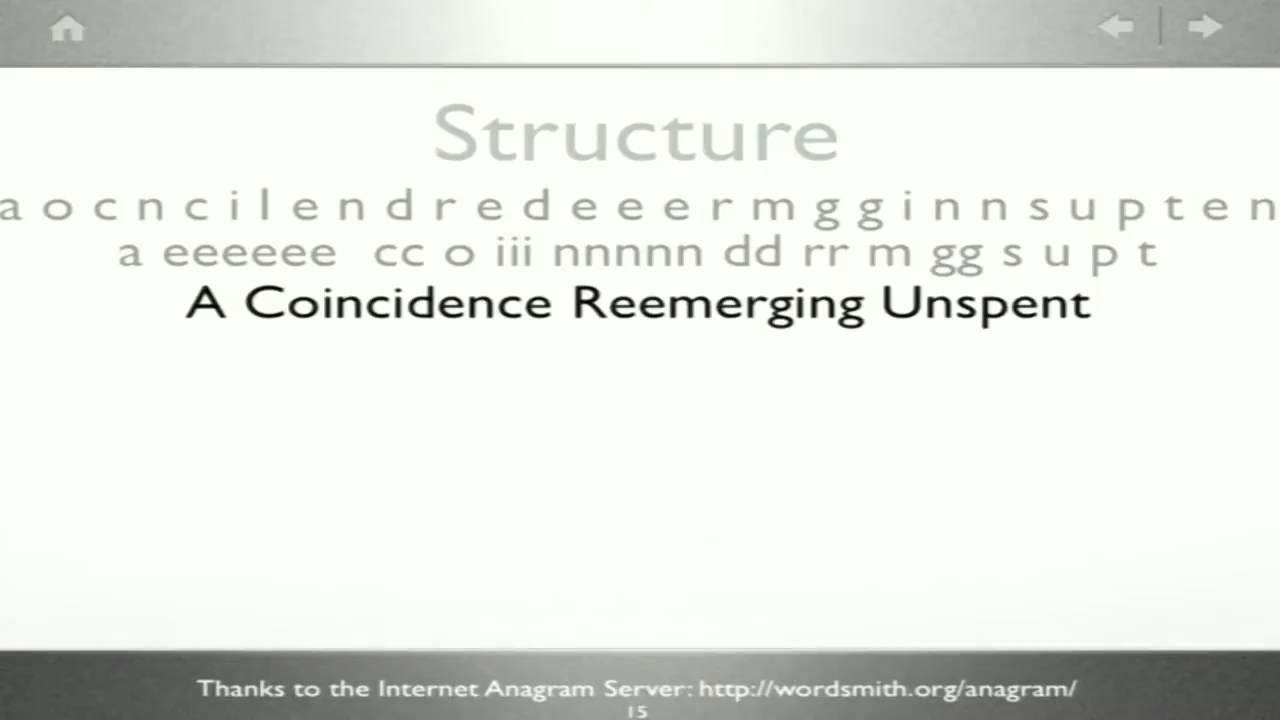 Structure
a o c n c i l e n d r e d e e e r m g g i n n s u p t e n
a eeeeee cc o iii nnnnn dd rr m gg s u p t
A Coincidence Reemerging Unspent
Thanks to the Internet Anagram Server: http://wordsmith.org/anagram/
15